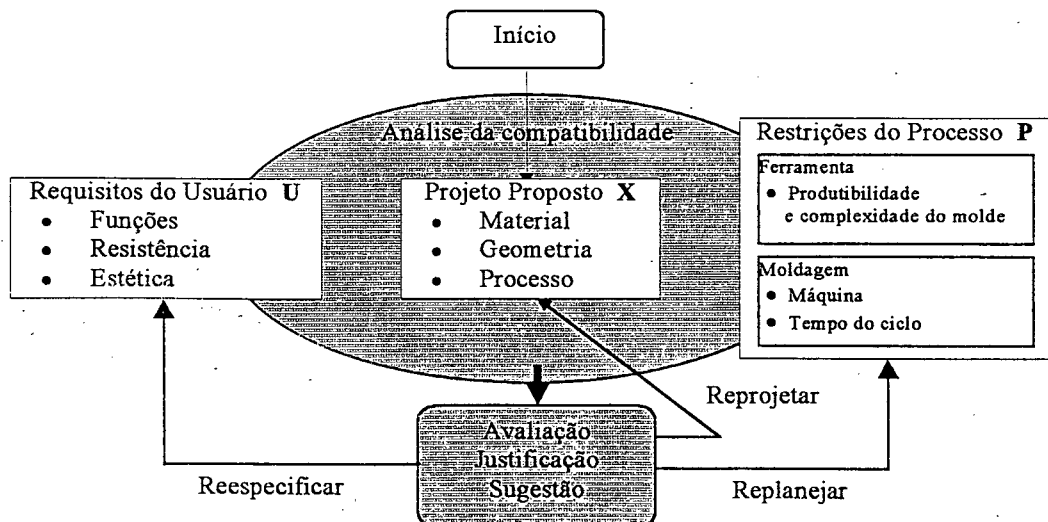 Início
Análise da compatibilidade
Requisitos do Usuário U
• Funções
• Resistência
• Estética
Projeto Proposto X
• Material
• Geometria
• Processo
Restrições do Processo P
Ferramenta
• Produtibilidade
e complexidade do molde
Moldagem
• Máquina
• Tempo do ciclo
Reprojetar
Avaliação
Justificação
Sugestão
Reespecificar
Replanejar